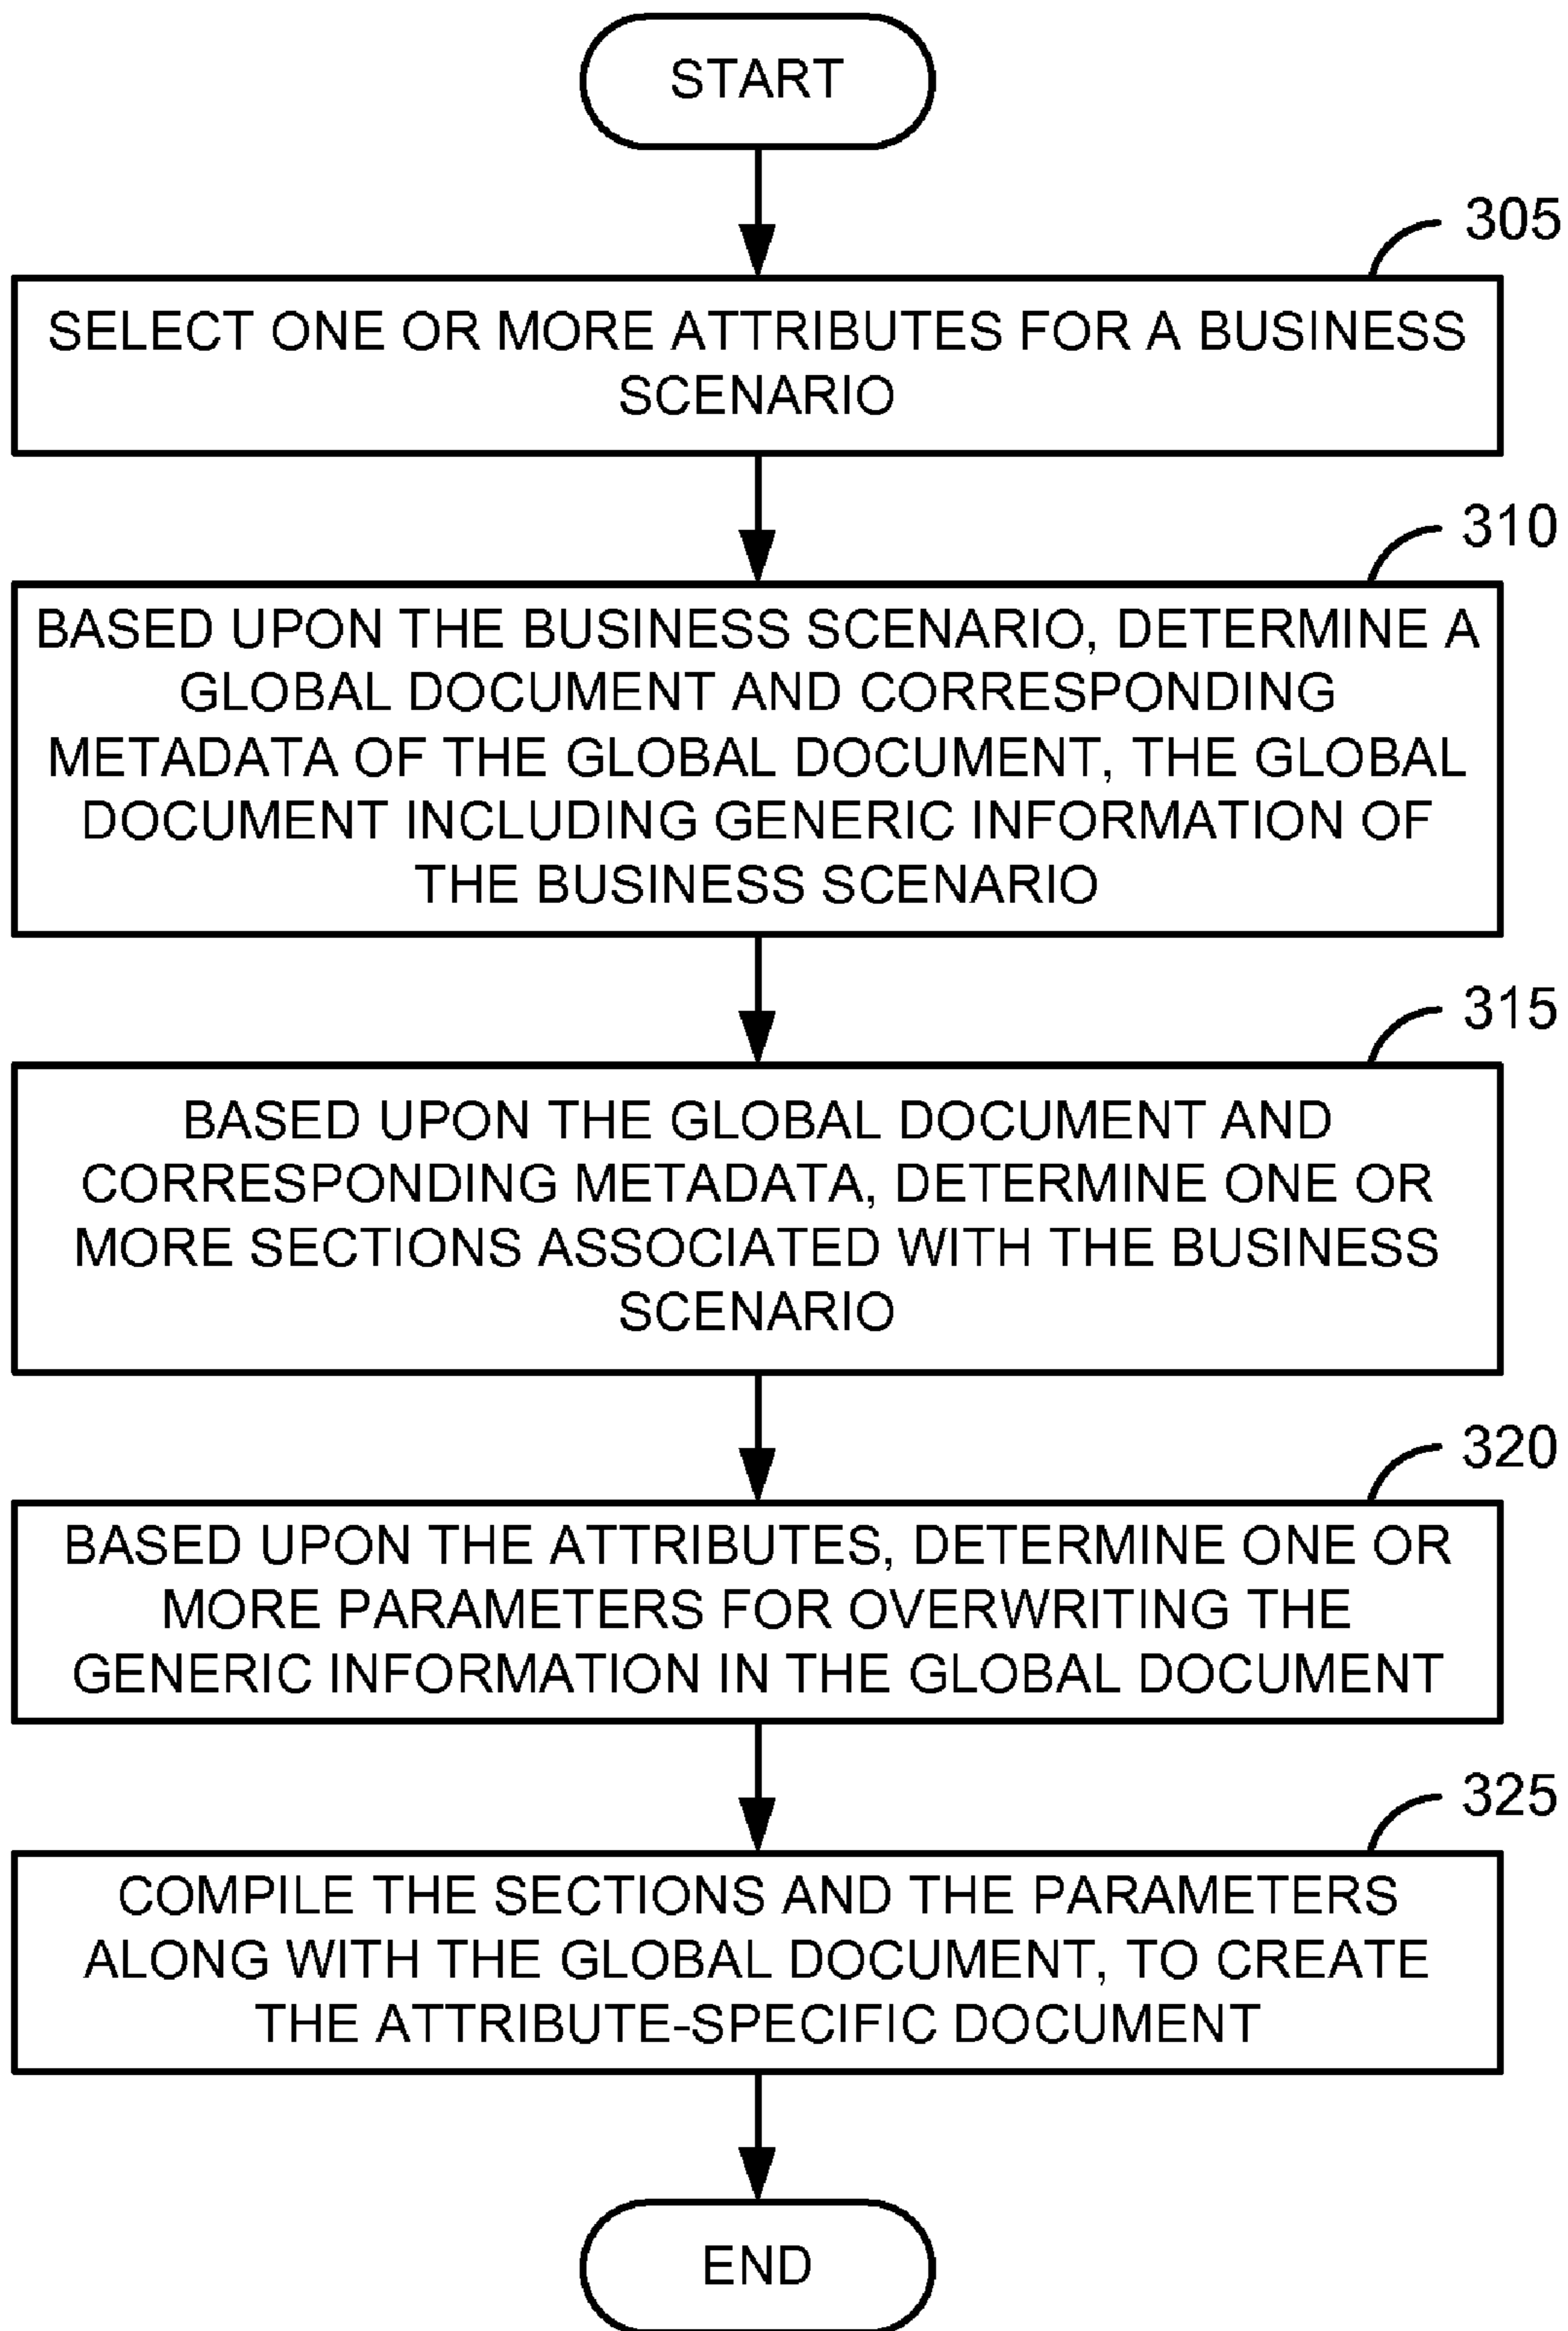 START
305
SELECT ONE OR MORE ATTRIBUTES FOR A BUSINESS
SCENARIO
310
BASED UPON THE BUSINESS SCENARIO, DETERMINE A
GLOBAL DOCUMENT AND CORRESPONDING
METADATA OF THE GLOBAL DOCUMENT, THE GLOBAL
DOCUMENT INCLUDING GENERIC INFORMATION OF
THE BUSINESS SCENARIO
315
BASED UPON THE GLOBAL DOCUMENT AND
CORRESPONDING METADATA, DETERMINE ONE OR
MORE SECTIONS ASSOCIATED WITH THE BUSINESS
SCENARIO
320
BASED UPON THE ATTRIBUTES, DETERMINE ONE OR
MORE PARAMETERS FOR OVERWRITING THE
GENERIC INFORMATION IN THE GLOBAL DOCUMENT
325
COMPILE THE SECTIONS AND THE PARAMETERS
ALONG WITH THE GLOBAL DOCUMENT, TO CREATE
THE ATTRIBUTE-SPECIFIC DOCUMENT
END